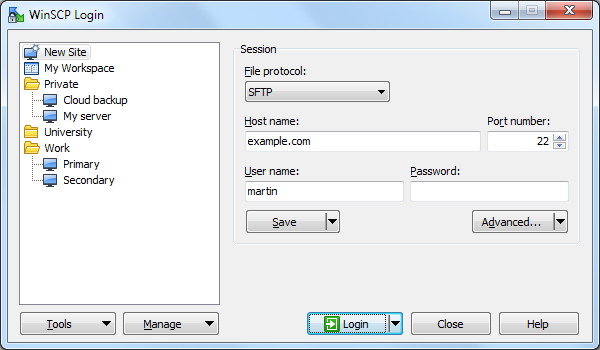 WinSCP Login
New Site
My Workspace
Private
Cloud backup
My server
University
Work
Primary
Secondary
Session
File protocol:
SFTP
Host name:
Port number:
example.com
22
User name:
Password:
martin
Save
Advanced...
Tools
Manage
Login
Close
Help